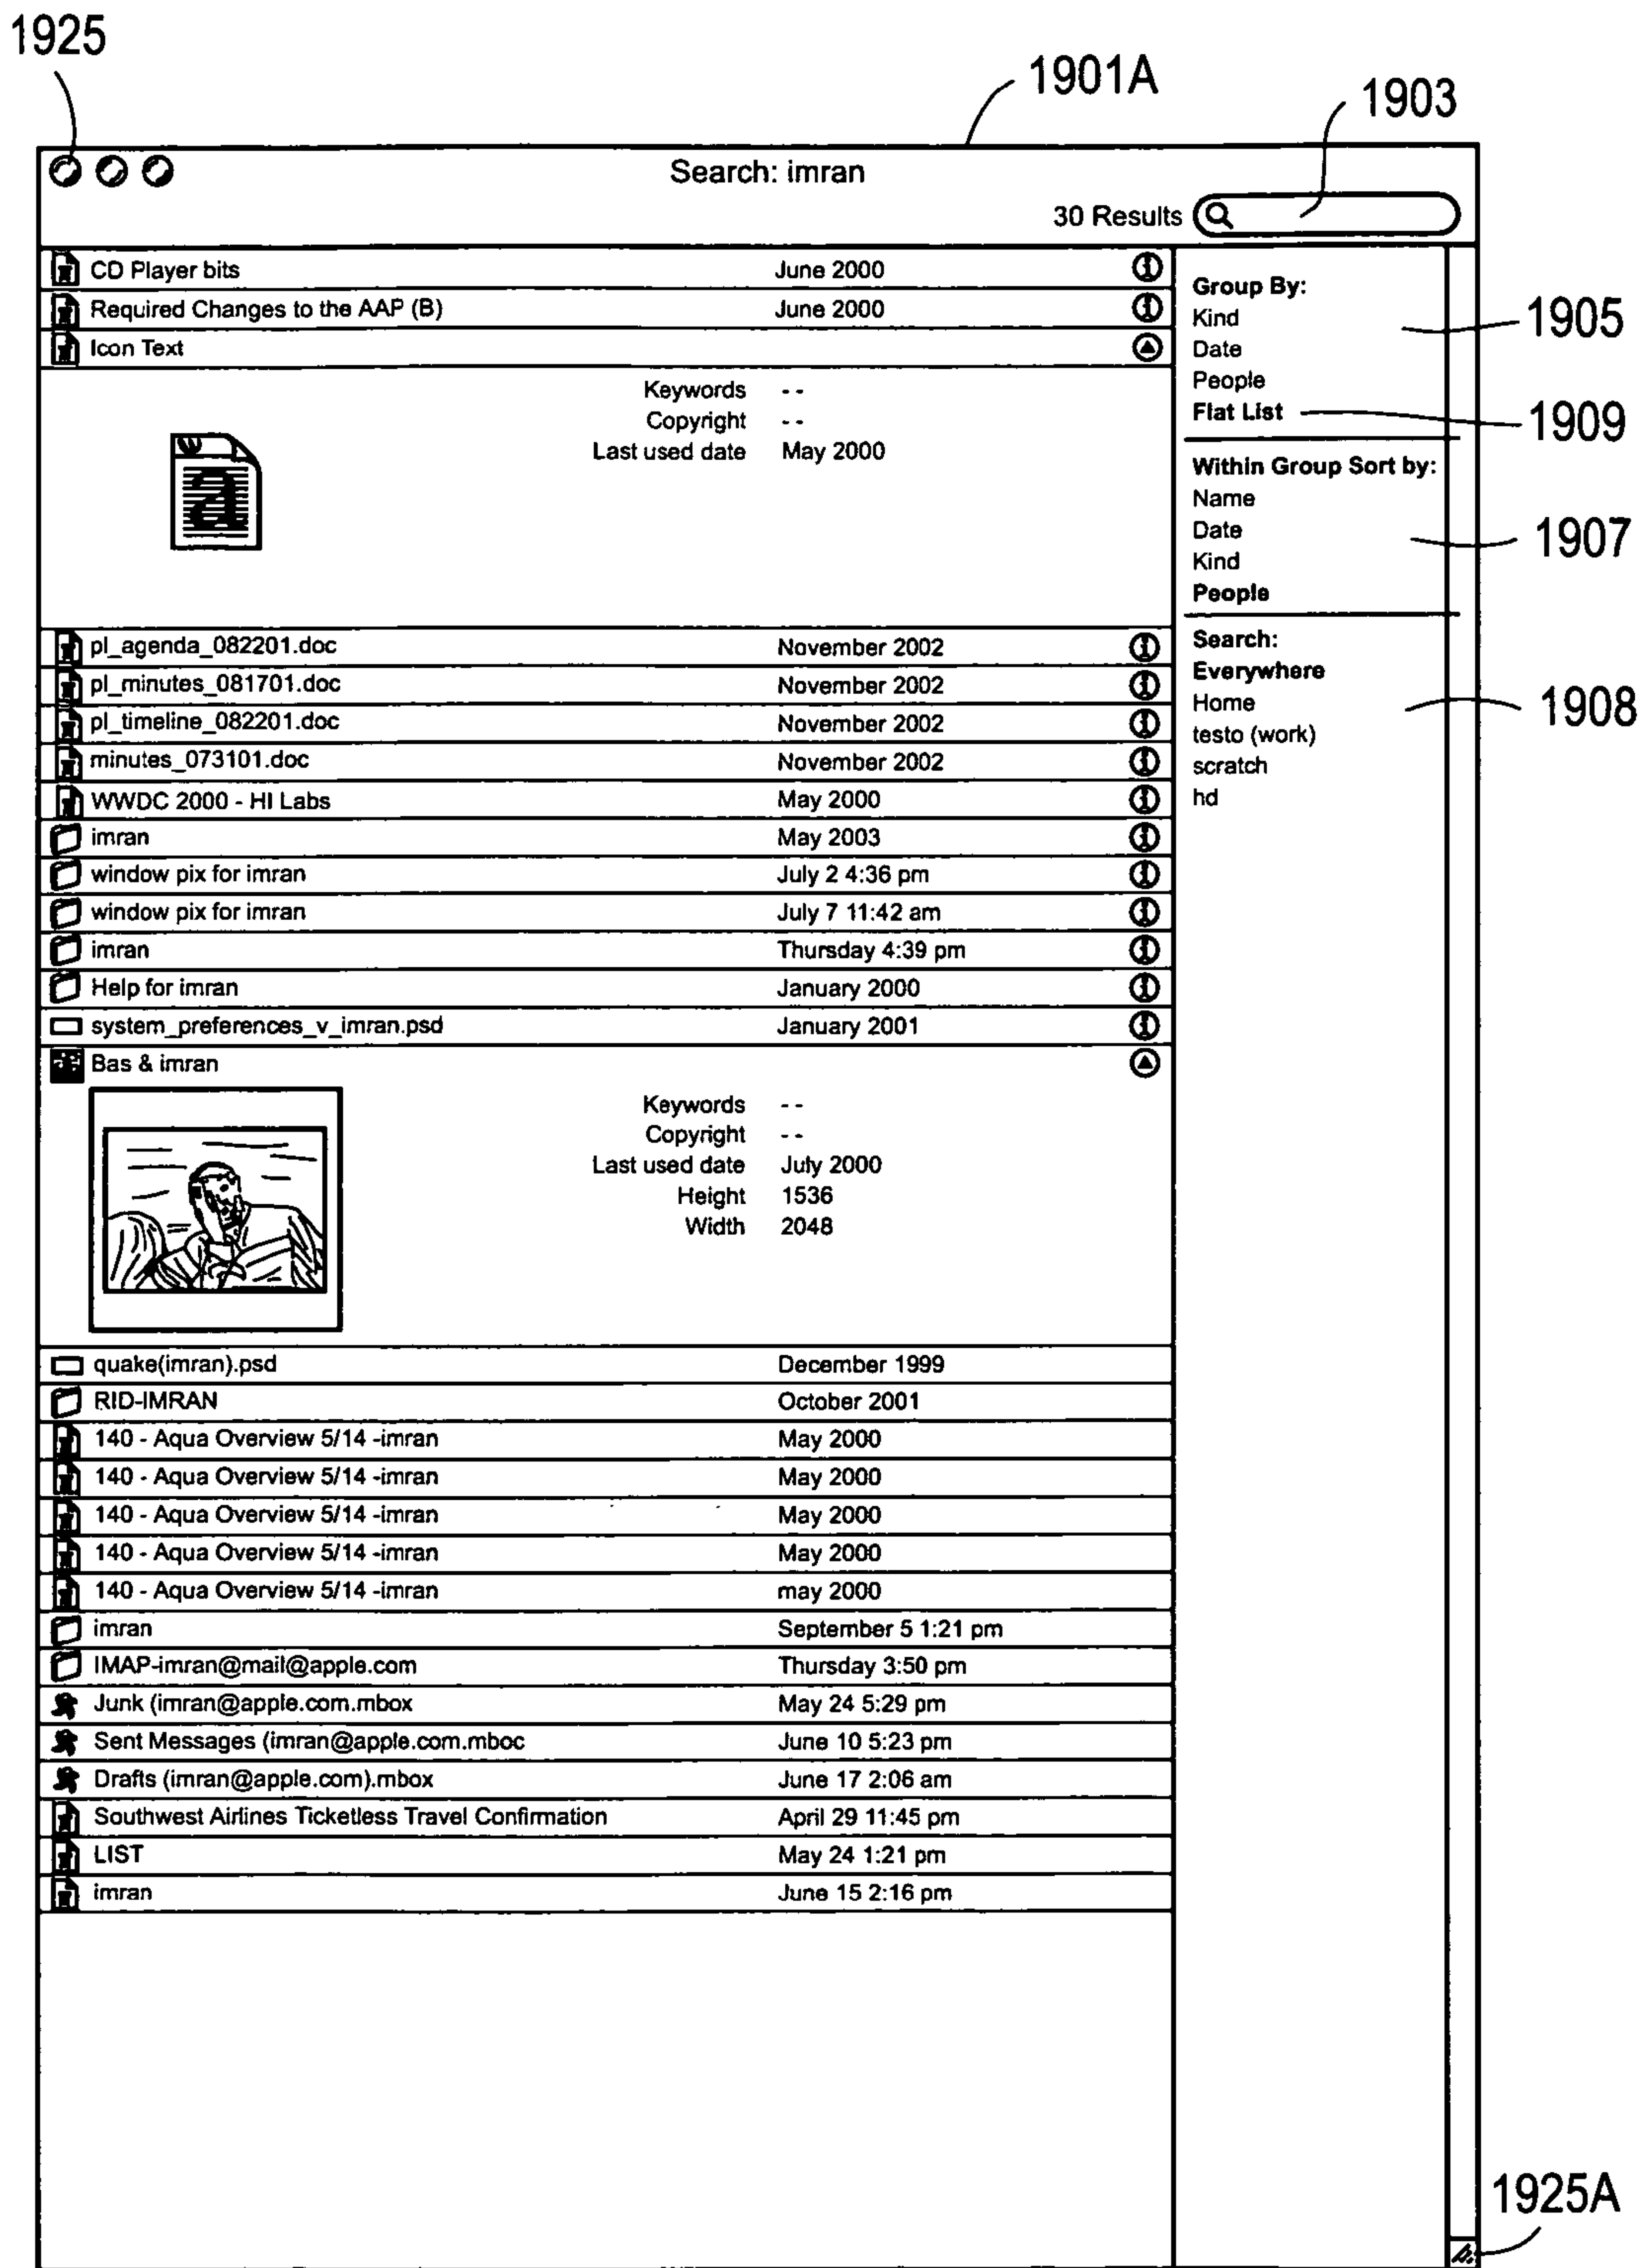 1925
1901A
1903
Search: imran
30 Results
CD Player bits June 2000
Required Changes to the AAP (B) June 2000
Icon Text
Keywords - -
Copyright - -
Last used date May 2000
a
pl_agenda_082201.doc November 2002
pl_minutes_081701.doc November 2002
pl_timeline_082201.doc November 2002
minutes_073101.doc November 2002
WWDC 2000 - HI Labs May 2000
imran May 2003
window pix for imran July 2 4:36 pm
window pix for imran July 7 11:42 am
imran Thursday 4:39 pm
Help for imran January 2000
system_preferences_v_imran.psd January 2001
Bas & imran
Keywords - -
Copyright - -
Last used date July 2000
Height 1536
Width 2048
quake(imran).psd December 1999
RID-IMRAN October 2001
140 - Aqua Overview 5/14 -imran May 2000
140 - Aqua Overview 5/14 -imran May 2000
140 - Aqua Overview 5/14 -imran May 2000
140 - Aqua Overview 5/14 -imran May 2000
140 - Aqua Overview 5/14 -imran may 2000
imran September 5 1:21 pm
IMAP-imran@mail@apple.com Thursday 3:50 pm
Junk (imran@apple.com.mbox May 24 5:29 pm
Sent Messages (imran@apple.com.mboc June 10 5:23 pm
Drafts (imran@apple.com).mbox June 17 2:06 am
Southwest Airlines Ticketless Travel Confirmation April 29 11:45 pm
LIST May 24 1:21 pm
imran June 15 2:16 pm
Group By:
Kind
Date
People
Flat List
Within Group Sort by:
Name
Date
Kind
People
Search:
Everywhere
Home
testo (work)
scratch
hd
1905
1909
1907
1908
1925A